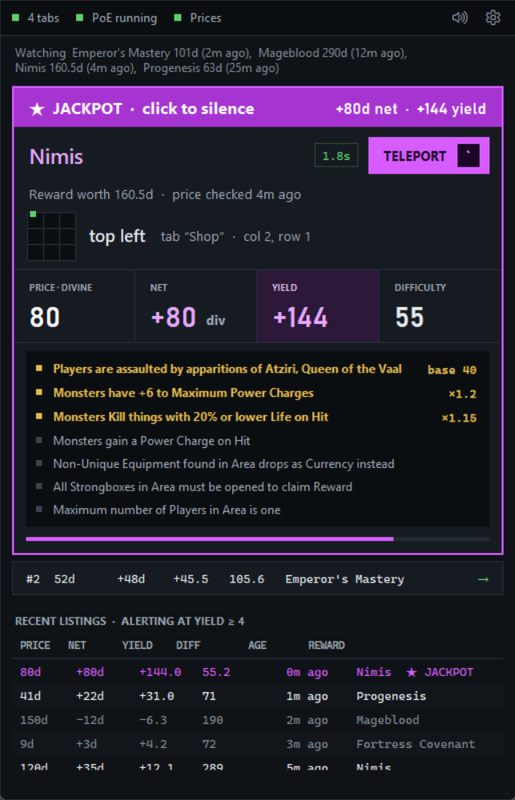 4 tabs PoE running Prices
Watching Emperor's Mastery 101d (2m ago), Mageblood 290d (12m ago),
Nimis 160.5d (4m ago), Progenesis 63d (25m ago)
★ JACKPOT · click to silence +80d net · +144 yield
Nimis 1.8s TELEPORT `
Reward worth 160.5d · price checked 4m ago
top left tab "Shop" · col 2, row 1
PRICE·DIVINE NET YIELD DIFFICULTY
80 +80 div +144 55
Players are assaulted by apparitions of Atziri, Queen of the Vaal base 40
Monsters have +6 to Maximum Power Charges ×1.2
Monsters Kill things with 20% or lower Life on Hit ×1.15
Monsters gain a Power Charge on Hit
Non-Unique Equipment found in Area drops as Currency instead
All Strongboxes in Area must be opened to claim Reward
Maximum number of Players in Area is one
#2 52d +48d +45.5 105.6 Emperor's Mastery →
RECENT LISTINGS · ALERTING AT YIELD ≥ 4
PRICE NET YIELD DIFF AGE REWARD
80d +80d +144.0 55.2 0m ago Nimis ★ JACKPOT
41d +22d +31.0 71 1m ago Progenesis
150d −12d −6.3 190 2m ago Mageblood
9d +3d +4.2 72 3m ago Fortress Covenant
120d +35d +12.1 289 5m ago Nimis